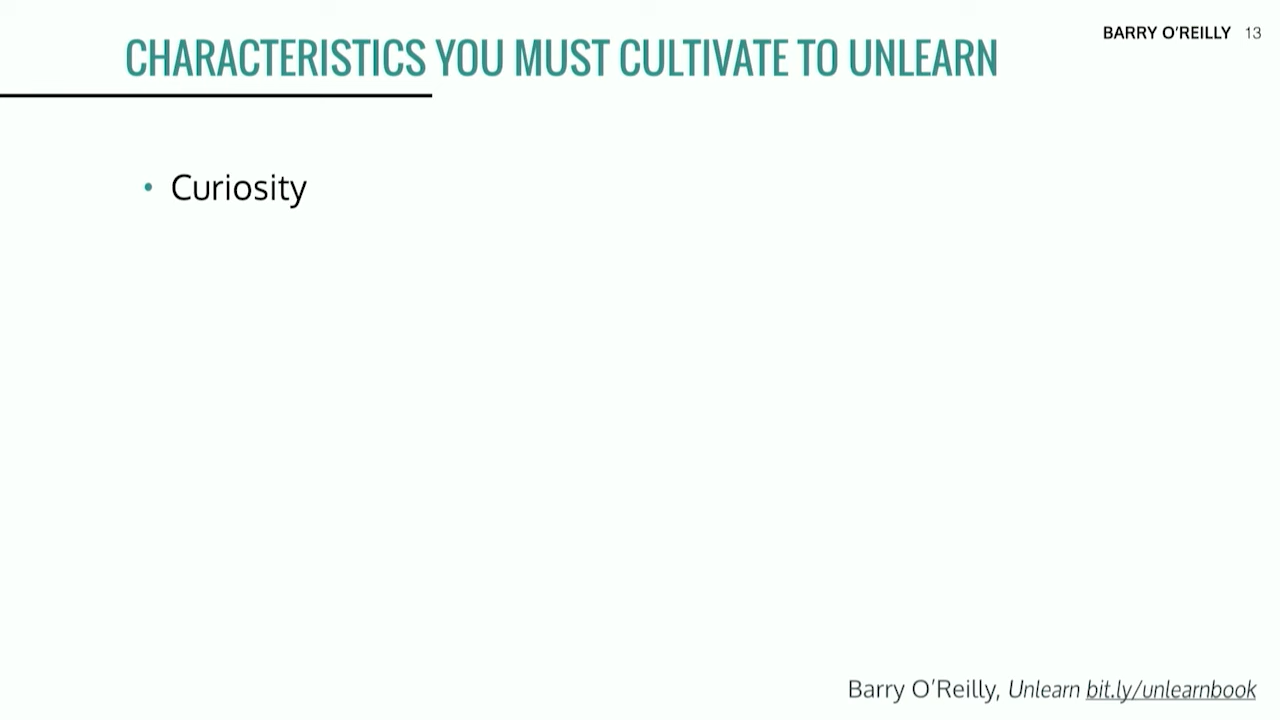 CHARACTERISTICS YOU MUST CULTIVATE TO UNLEARN
BARRY O'REILLY 13
• Curiosity
Barry O'Reilly, Unlearn bit.ly/unlearnbook